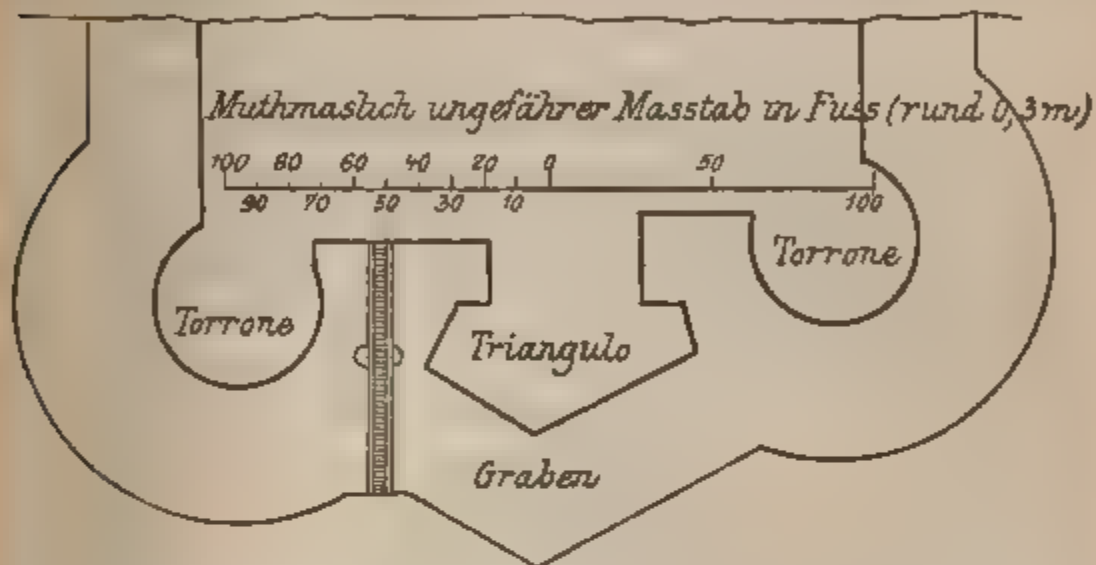 Muthmaslich ungefährer Masstab in Fuss (rund 0,3 m)
100 80 60 40 20 0 50
90 70 50 30 10 100
Torrone
Torrone
Triangulo
Graben